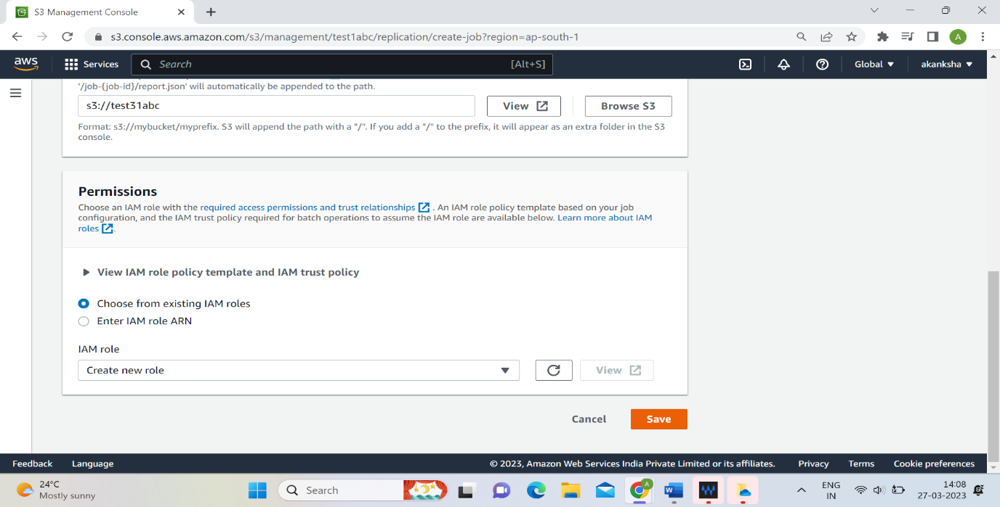 S3 Management Console
s3.console.aws.amazon.com/s3/management/test1abc/replication/create-job?region=ap-south-1
A
aws
Services
Search
[Alt+S]
Global
akanksha
'/job-{job-id}/report.json' will automatically be appended to the path.
s3://test31abc
View
Browse S3
Format: s3://mybucket/myprefix. S3 will append the path with a "/". If you add a "/" to the prefix, it will appear as an extra folder in the S3
console.
Permissions
Choose an IAM role with the required access permissions and trust relationships . An IAM role policy template based on your job
configuration, and the IAM trust policy required for batch operations to assume the IAM role are available below. Learn more about IAM
roles .
View IAM role policy template and IAM trust policy
Choose from existing IAM roles
Enter IAM role ARN
IAM role
Create new role
View
Cancel
Save
Feedback
Language
© 2023, Amazon Web Services India Private Limited or its affiliates.
Privacy
Terms
Cookie preferences
24°C
Mostly sunny
Search
A
W
ENG
IN
14:08
27-03-2023